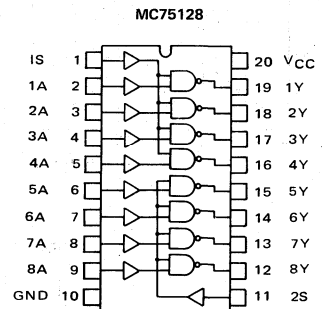 MC75128
IS 1 20 VCC
1A 2 19 1Y
2A 3 18 2Y
3A 4 17 3Y
4A 5 16 4Y
5A 6 15 5Y
6A 7 14 6Y
7A 8 13 7Y
8A 9 12 8Y
GND 10 11 2S